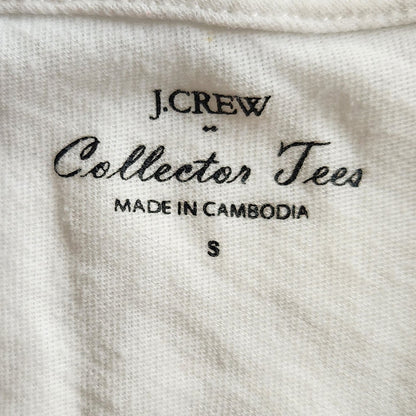 J.CREW
Collector Tees
MADE IN CAMBODIA
S